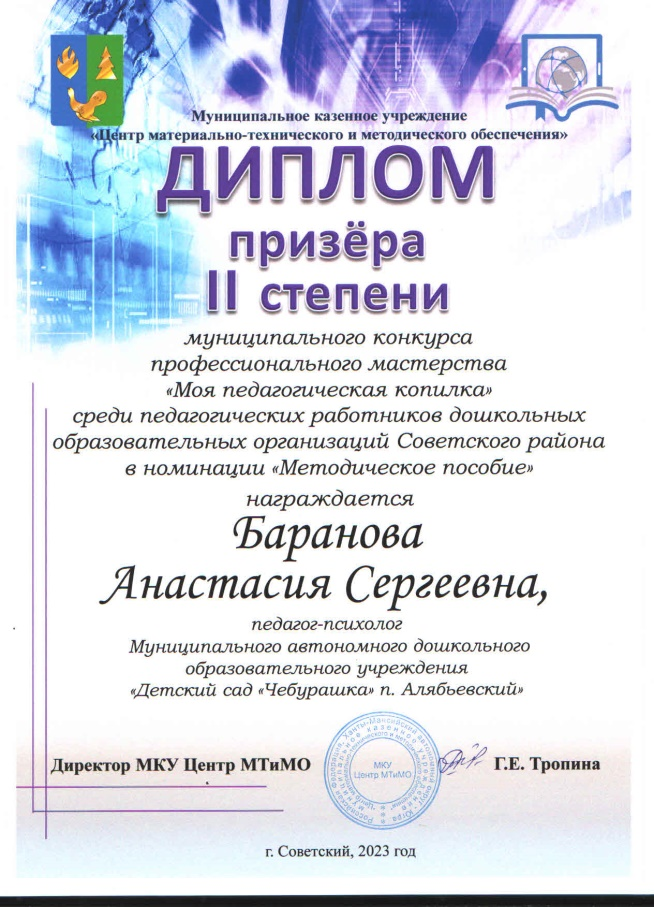 Муниципальное казенное учреждение
«Центр материально-технического и методического обеспечения»
ДИПЛОМ
призёра
II степени
муниципального конкурса
профессионального мастерства
«Моя педагогическая копилка»
среди педагогических работников дошкольных
образовательных организаций Советского района
в номинации «Методическое пособие»
награждается
Баранова
Анастасия Сергеевна,
педагог-психолог
Муниципального автономного дошкольного
образовательного учреждения
«Детский сад «Чебурашка» п. Алябьевский»
Директор МКУ Центр МТиМО
МКУ
Центр МТиМО
Г.Е. Тропина
г. Советский, 2023 год